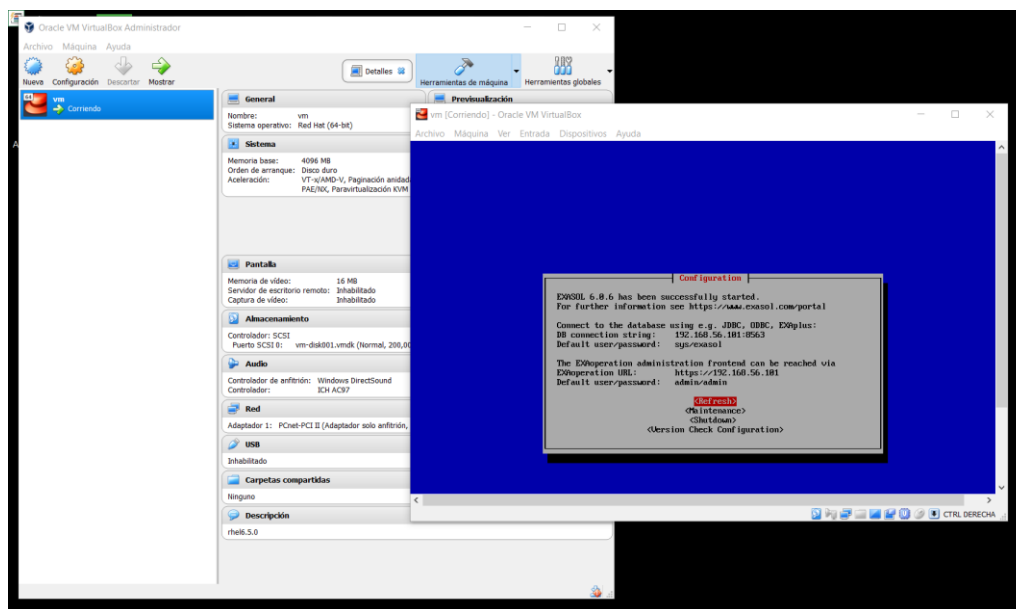 Oracle VM VirtualBox Administrador
Archivo Máquina Ayuda
Nueva Configuración Descartar Mostrar
Detalles
Herramientas de máquina Herramientas globales
64 vm
Corriendo
General
Nombre: vm
Sistema operativo: Red Hat (64-bit)
Sistema
Memoria base: 4096 MB
Orden de arranque: Disco duro
Aceleración: VT-x/AMD-V, Paginación anidad
PAE/NX, Paravirtualización KVM
Pantalla
Memoria de vídeo: 16 MB
Servidor de escritorio remoto: Inhabilitado
Captura de vídeo: Inhabilitado
Almacenamiento
Controlador: SCSI
Puerto SCSI 0: vm-disk001.vmdk (Normal, 200,00
Audio
Controlador de anfitrión: Windows DirectSound
Controlador: ICH AC97
Red
Adaptador 1: PCnet-PCI II (Adaptador solo anfitrión,
USB
Inhabilitado
Carpetas compartidas
Ninguno
Descripción
rhel6.5.0
Previsualización
vm [Corriendo] - Oracle VM VirtualBox
Archivo Máquina Ver Entrada Dispositivos Ayuda
Configuration
EXASOL 6.0.6 has been successfully started.
For further information see https://www.exasol.com/portal
Connect to the database using e.g. JDBC, ODBC, EXAplus:
DB connection string: 192.168.56.101:8563
Default user/password: sys/exasol
The EXAoperation administration frontend can be reached via
EXAoperation URL: https://192.168.56.101
Default user/password: admin/admin
<Refresh>
<Maintenance>
<Shutdown>
<Version Check Configuration>
CTRL DERECHA